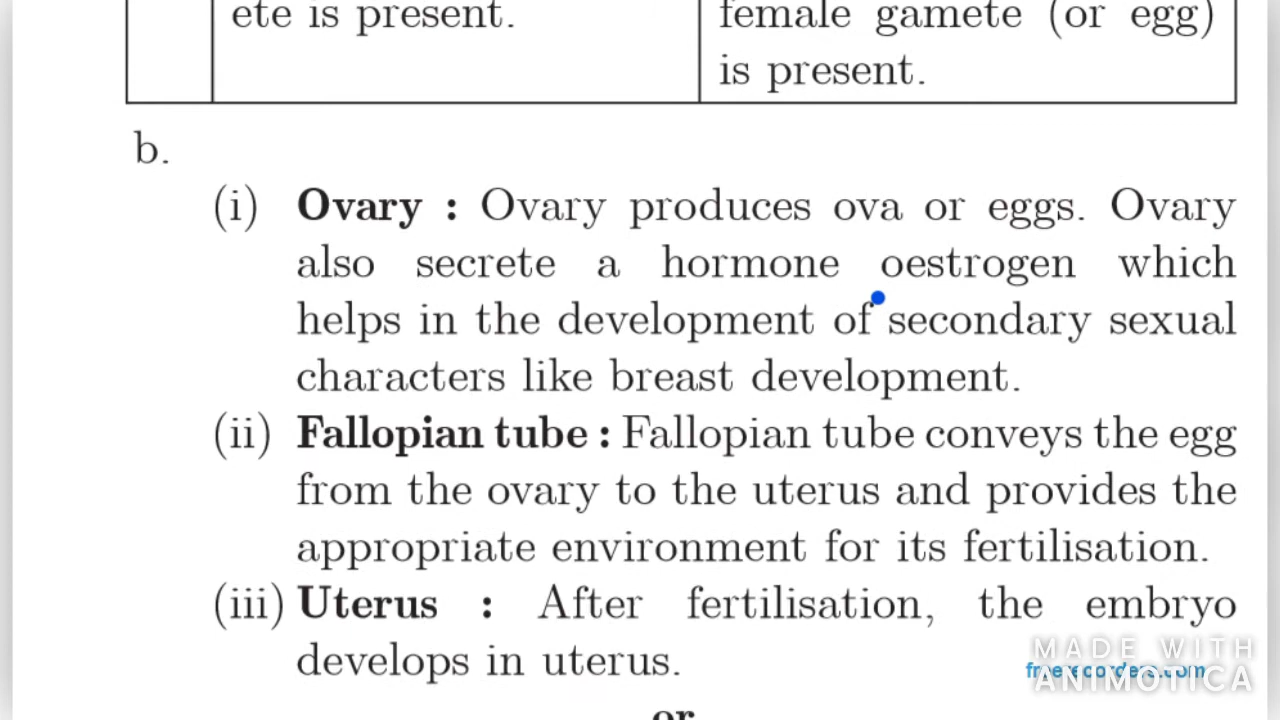 ete is present.
female gamete (or egg)
is present.
b.
(i) Ovary : Ovary produces ova or eggs. Ovary
also secrete a hormone oestrogen which
helps in the development of secondary sexual
characters like breast development.
(ii) Fallopian tube : Fallopian tube conveys the egg
from the ovary to the uterus and provides the
appropriate environment for its fertilisation.
(iii) Uterus : After fertilisation, the embryo
develops in uterus.
or
MADE WITH
freerecorders.com
ANIMOTICA